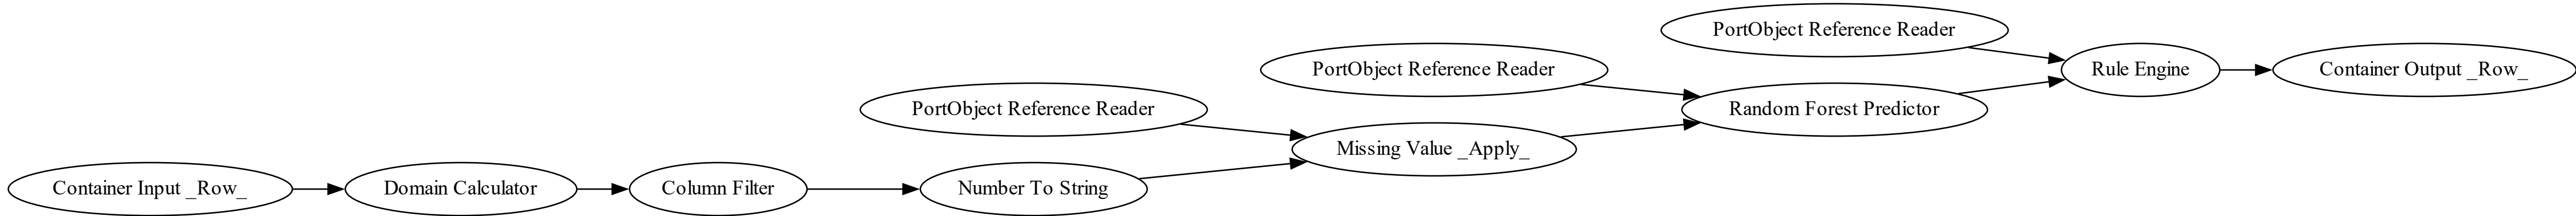 PortObject Reference Reader
PortObject Reference Reader
Rule Engine
Container Output _Row_
PortObject Reference Reader
Random Forest Predictor
Missing Value _Apply_
Container Input _Row_
Domain Calculator
Column Filter
Number To String